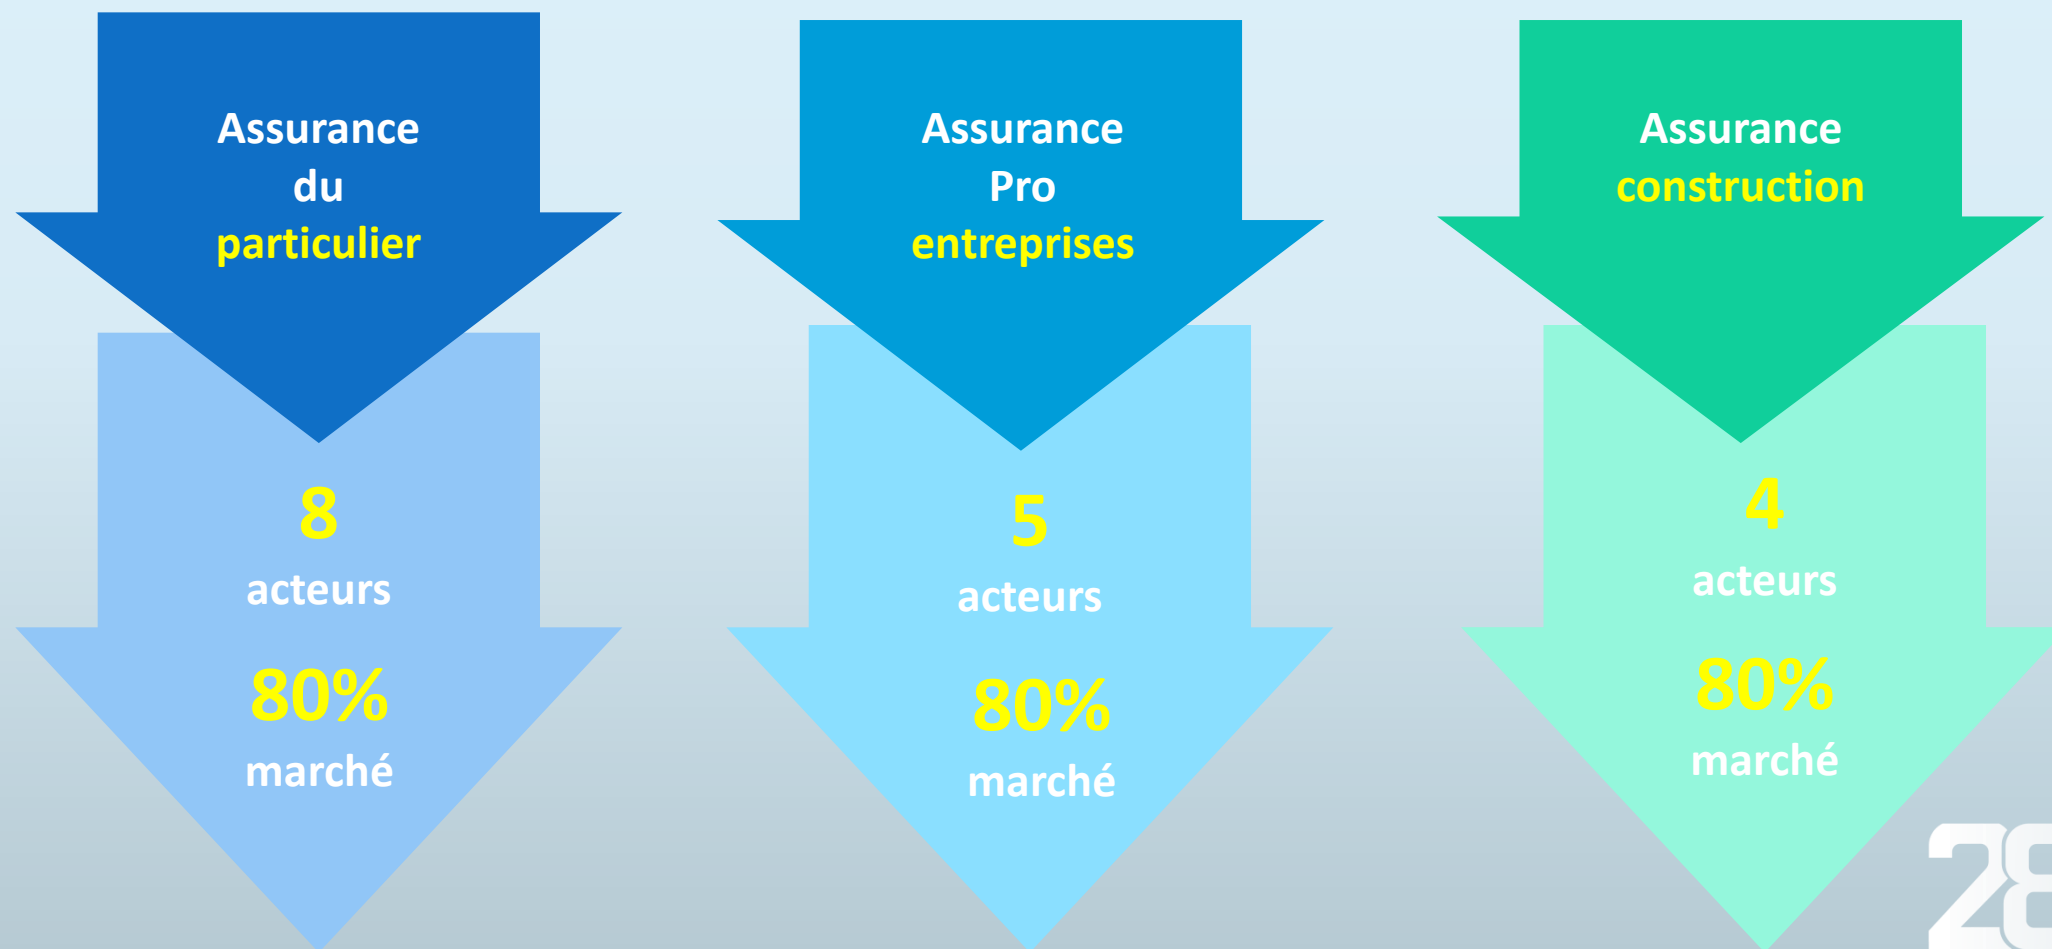 Assurance
du
particulier
8
acteurs
80%
marché
Assurance
Pro
entreprises
5
acteurs
80%
marché
Assurance
construction
4
acteurs
80%
marché
28